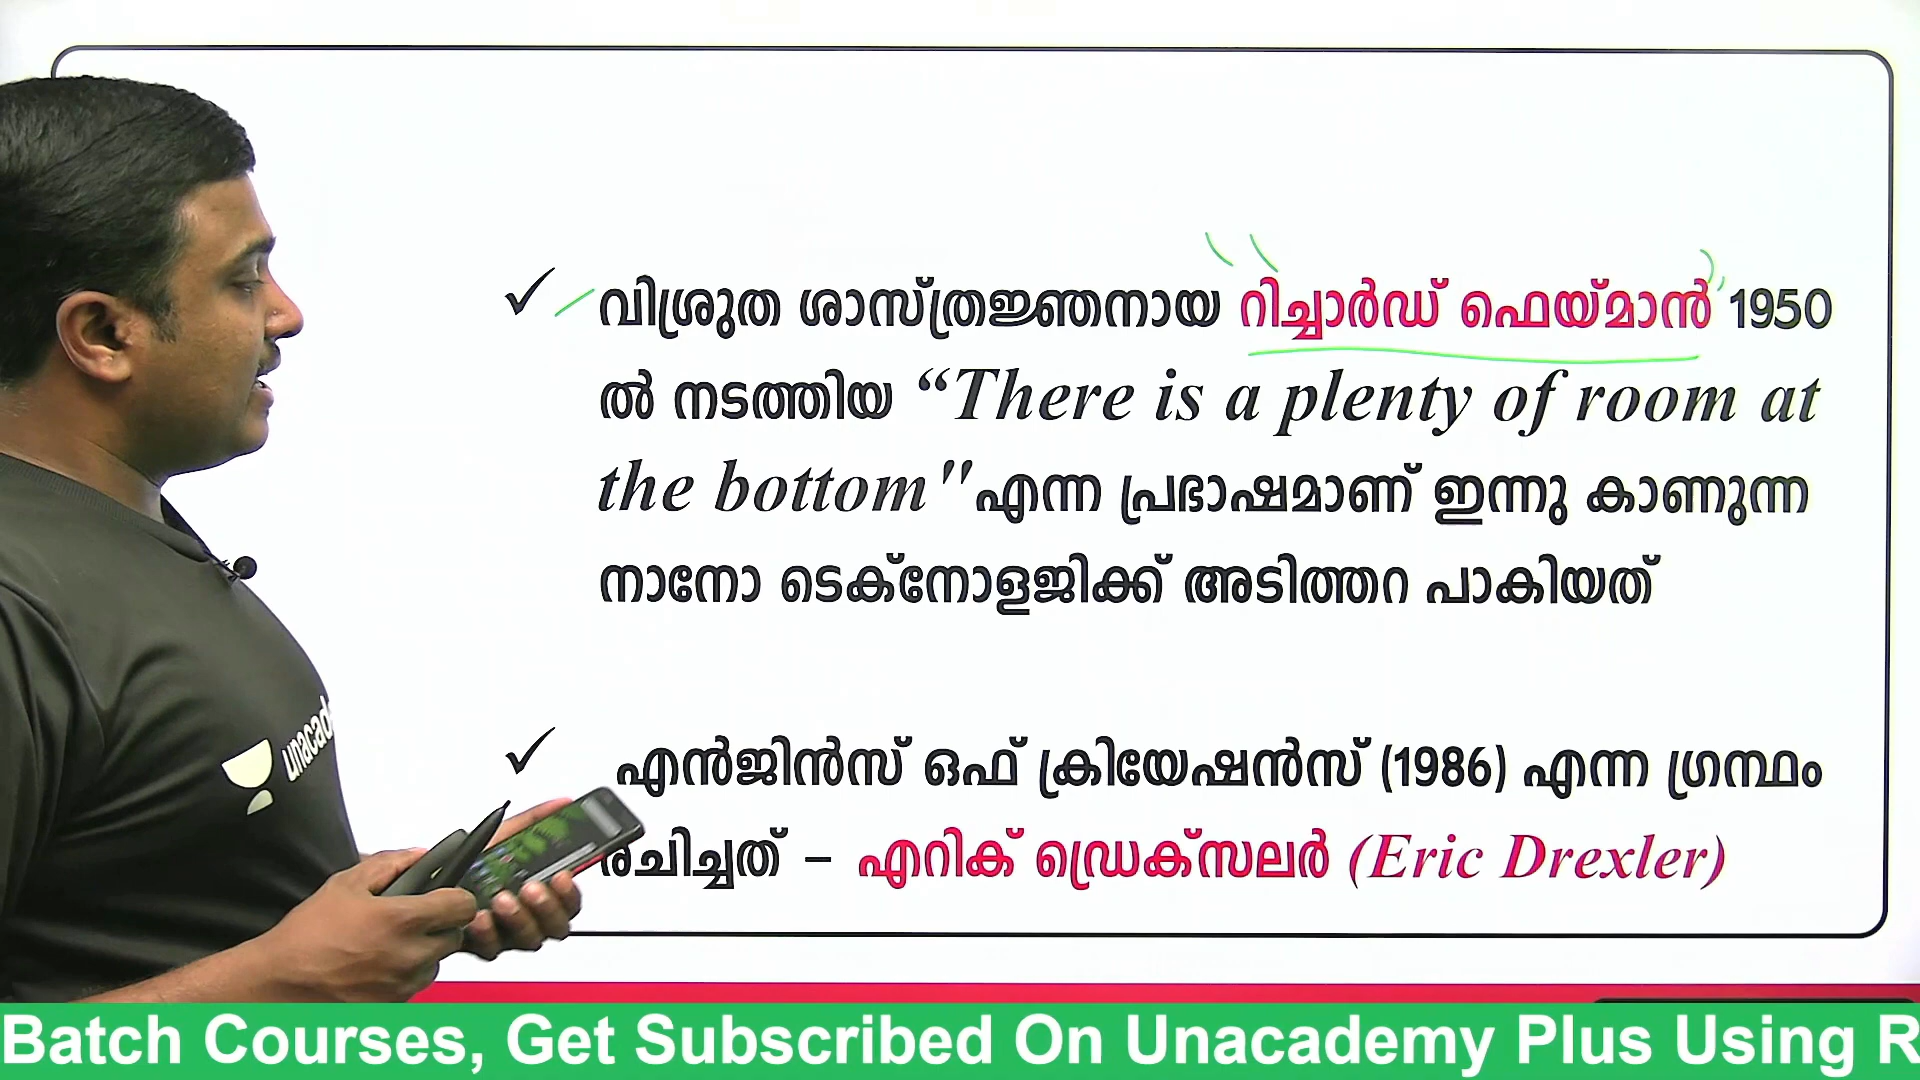 വിശ്രുത ശാസ്ത്രജ്ഞനായ റിച്ചാർഡ് ഫെയ്മാൻ 1950
ൽ നടത്തിയ “There is a plenty of room at
the bottom" എന്ന പ്രഭാഷമാണ് ഇന്നു കാണുന്ന
നാനോ ടെക്നോളജിക്ക് അടിത്തറ പാകിയത്
എൻജിൻസ് ഒഫ് ക്രിയേഷൻസ് (1986) എന്ന ഗ്രന്ഥം
രചിച്ചത് – എറിക് ഡ്രെക്സലർ (Eric Drexler)
unacad
Batch Courses, Get Subscribed On Unacademy Plus Using R